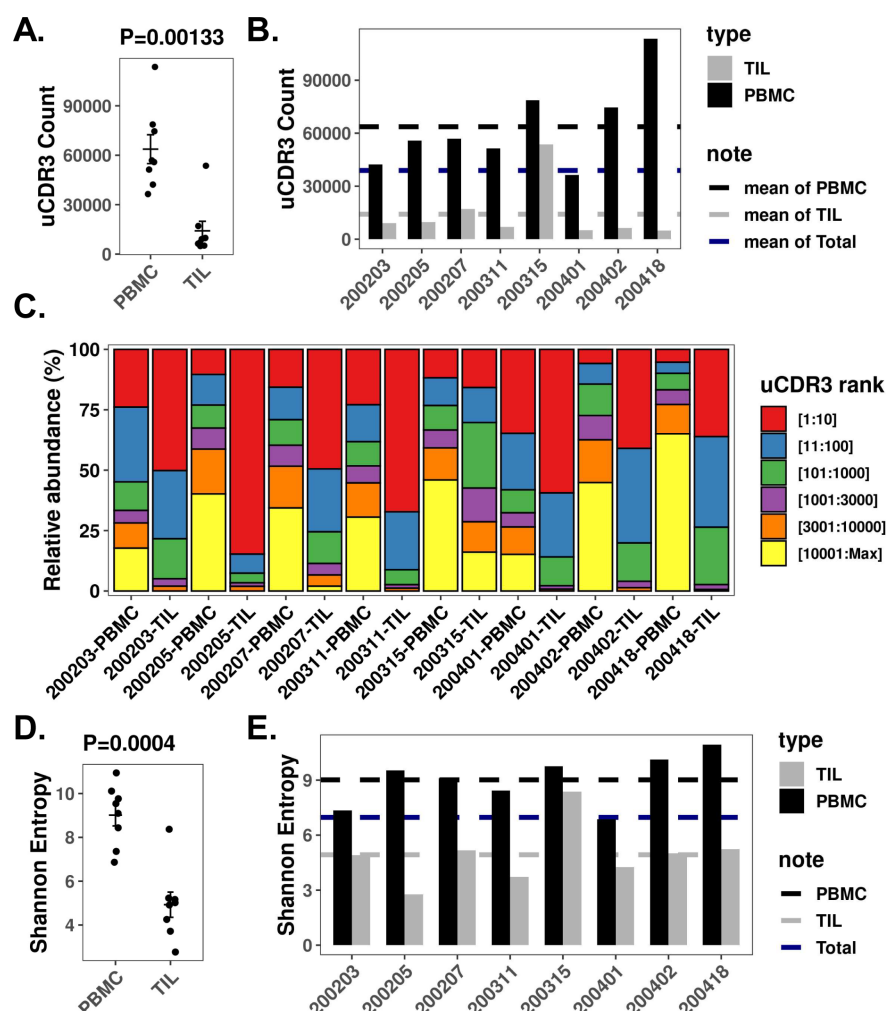 A.
P=0.00133
uCDR3 Count
90000
60000
30000
0
PBMC
TIL
B.
uCDR3 Count
90000
60000
30000
0
200203
200205
200207
200311
200315
200401
200402
200418
type
TIL
PBMC
note
mean of PBMC
mean of TIL
mean of Total
C.
Relative abundance (%)
100
75
50
25
0
200203-PBMC
200203-TIL
200205-PBMC
200205-TIL
200207-PBMC
200207-TIL
200311-PBMC
200311-TIL
200315-PBMC
200315-TIL
200401-PBMC
200401-TIL
200402-PBMC
200402-TIL
200418-PBMC
200418-TIL
uCDR3 rank
[1:10]
[11:100]
[101:1000]
[1001:3000]
[3001:10000]
[10001:Max]
D.
P=0.0004
Shannon Entropy
10
8
6
4
PBMC
TIL
E.
Shannon Entropy
9
6
3
0
200203
200205
200207
200311
200315
200401
200402
200418
type
TIL
PBMC
note
PBMC
TIL
Total